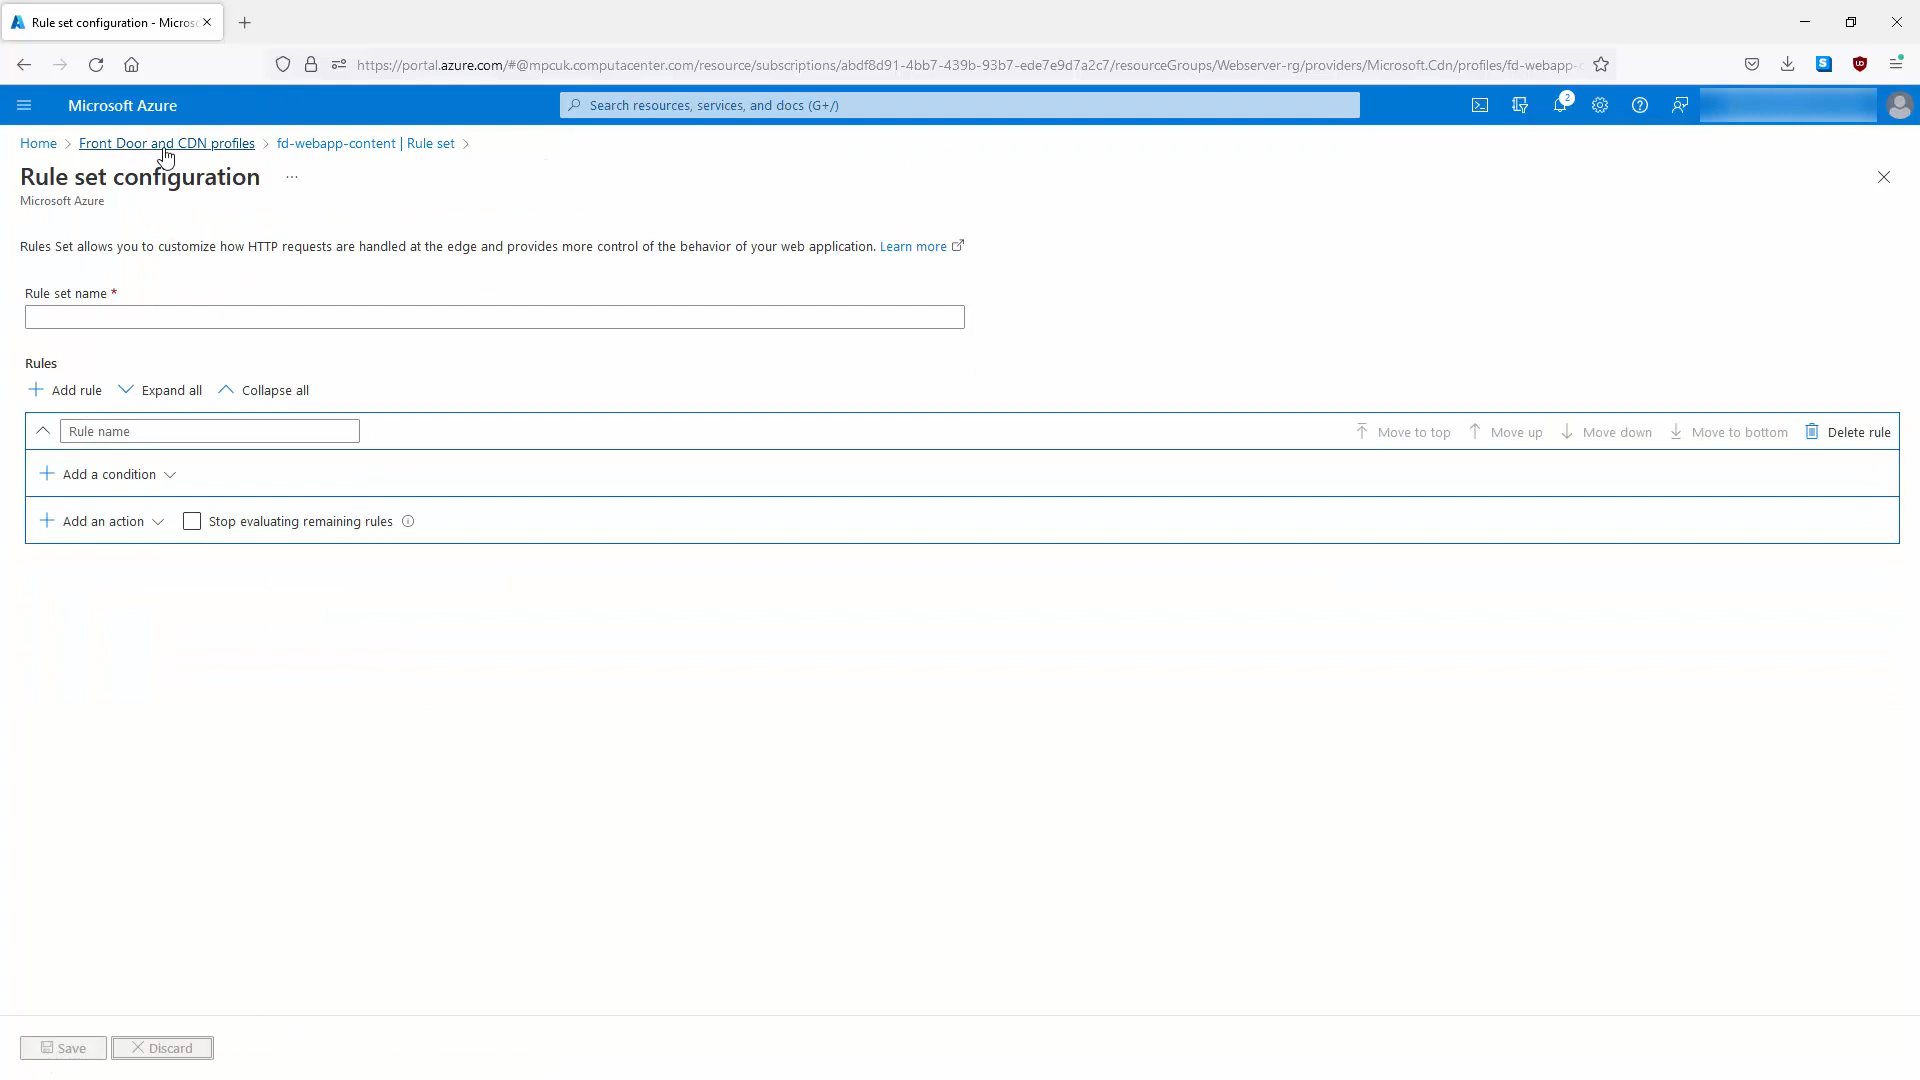 Rule set configuration - Micros
https://portal.azure.com/#@mpcuk.computacenter.com/resource/subscriptions/abdf8d91-4bb7-439b-93b7-ede7e9d7a2c7/resourceGroups/Webserver-rg/providers/Microsoft.Cdn/profiles/fd-webapp-c
Microsoft Azure
Search resources, services, and docs (G+/)
2
Home > Front Door and CDN profiles > fd-webapp-content | Rule set >
Rule set configuration ...
Microsoft Azure
Rules Set allows you to customize how HTTP requests are handled at the edge and provides more control of the behavior of your web application. Learn more
Rule set name *
Rules
Add rule Expand all Collapse all
Rule name Move to top Move up Move down Move to bottom Delete rule
Add a condition
Add an action Stop evaluating remaining rules
Save Discard